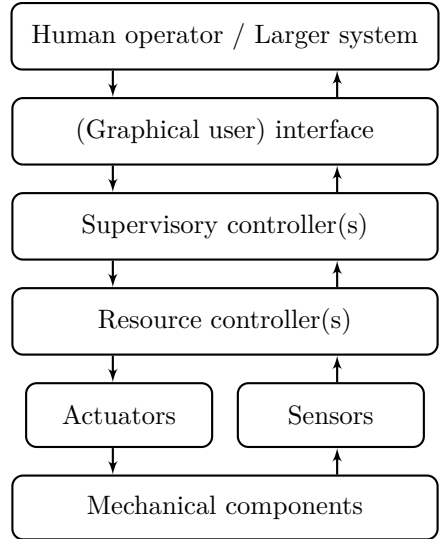 Human operator / Larger system
(Graphical user) interface
Supervisory controller(s)
Resource controller(s)
Actuators
Sensors
Mechanical components